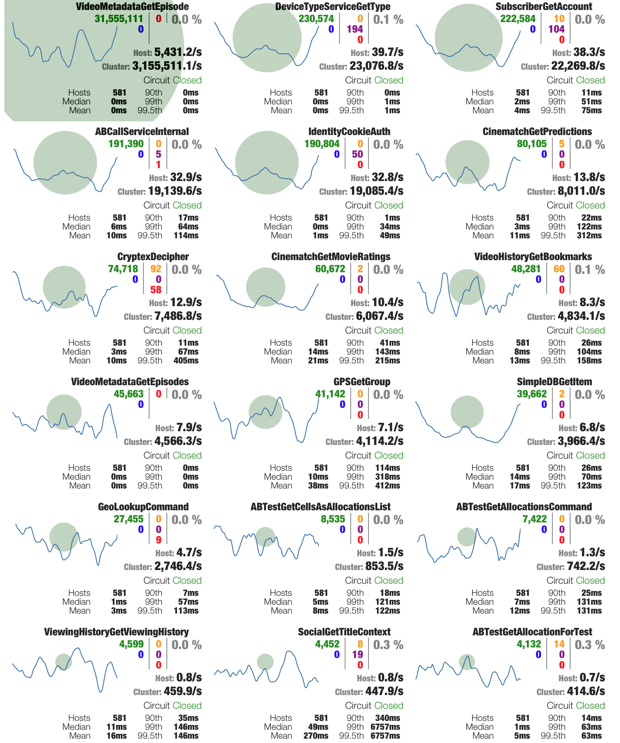 VideoMetadataGetEpisode
31,555,111 0 0.0 %
0
Host: 5,431.2/s
Cluster: 3,155,511.1/s
Circuit Closed
Hosts 581 90th 0ms
Median 0ms 99th 0ms
Mean 0ms 99.5th 0ms
DeviceTypeServiceGetType
230,574 0 0.1 %
0 194
0
Host: 39.7/s
Cluster: 23,076.8/s
Circuit Closed
Hosts 581 90th 0ms
Median 0ms 99th 1ms
Mean 0ms 99.5th 1ms
SubscriberGetAccount
222,584 10 0.0 %
0 104
0
Host: 38.3/s
Cluster: 22,269.8/s
Circuit Closed
Hosts 581 90th 11ms
Median 2ms 99th 51ms
Mean 4ms 99.5th 75ms
ABCallServiceInternal
191,390 0 0.0 %
0 5
1
Host: 32.9/s
Cluster: 19,139.6/s
Circuit Closed
Hosts 581 90th 17ms
Median 6ms 99th 64ms
Mean 10ms 99.5th 114ms
IdentityCookieAuth
190,804 0 0.0 %
0 50
0
Host: 32.8/s
Cluster: 19,085.4/s
Circuit Closed
Hosts 581 90th 1ms
Median 0ms 99th 34ms
Mean 1ms 99.5th 49ms
CinematchGetPredictions
80,105 5 0.0 %
0 0
0
Host: 13.8/s
Cluster: 8,011.0/s
Circuit Closed
Hosts 581 90th 22ms
Median 3ms 99th 122ms
Mean 11ms 99.5th 312ms
CryptexDecipher
74,718 92 0.0 %
0 0
58
Host: 12.9/s
Cluster: 7,486.8/s
Circuit Closed
Hosts 581 90th 11ms
Median 3ms 99th 67ms
Mean 10ms 99.5th 405ms
CinematchGetMovieRatings
60,672 2 0.0 %
0 0
0
Host: 10.4/s
Cluster: 6,067.4/s
Circuit Closed
Hosts 581 90th 41ms
Median 14ms 99th 143ms
Mean 21ms 99.5th 215ms
VideoHistoryGetBookmarks
48,281 60 0.1 %
0 0
0
Host: 8.3/s
Cluster: 4,834.1/s
Circuit Closed
Hosts 581 90th 26ms
Median 8ms 99th 104ms
Mean 13ms 99.5th 158ms
VideoMetadataGetEpisodes
45,663 0 0.0 %
0
Host: 7.9/s
Cluster: 4,566.3/s
Circuit Closed
Hosts 581 90th 0ms
Median 0ms 99th 0ms
Mean 0ms 99.5th 0ms
GPSGetGroup
41,142 0 0.0 %
0 0
0
Host: 7.1/s
Cluster: 4,114.2/s
Circuit Closed
Hosts 581 90th 114ms
Median 10ms 99th 318ms
Mean 38ms 99.5th 412ms
SimpleDBGetItem
39,662 2 0.0 %
0 0
0
Host: 6.8/s
Cluster: 3,966.4/s
Circuit Closed
Hosts 581 90th 26ms
Median 14ms 99th 70ms
Mean 17ms 99.5th 123ms
GeoLookupCommand
27,455 0 0.0 %
0 0
9
Host: 4.7/s
Cluster: 2,746.4/s
Circuit Closed
Hosts 581 90th 7ms
Median 1ms 99th 57ms
Mean 3ms 99.5th 113ms
ABTestGetCellsAsAllocationsList
8,535 0 0.0 %
0 0
0
Host: 1.5/s
Cluster: 853.5/s
Circuit Closed
Hosts 581 90th 18ms
Median 5ms 99th 121ms
Mean 8ms 99.5th 122ms
ABTestGetAllocationsCommand
7,422 0 0.0 %
0 0
0
Host: 1.3/s
Cluster: 742.2/s
Circuit Closed
Hosts 581 90th 25ms
Median 7ms 99th 131ms
Mean 12ms 99.5th 131ms
ViewingHistoryGetViewingHistory
4,599 0 0.0 %
0 0
0
Host: 0.8/s
Cluster: 459.9/s
Circuit Closed
Hosts 581 90th 35ms
Median 11ms 99th 146ms
Mean 16ms 99.5th 146ms
SocialGetTitleContext
4,452 8 0.3 %
0 19
0
Host: 0.8/s
Cluster: 447.9/s
Circuit Closed
Hosts 581 90th 340ms
Median 49ms 99th 6757ms
Mean 270ms 99.5th 6757ms
ABTestGetAllocationForTest
4,132 14 0.3 %
0 0
0
Host: 0.7/s
Cluster: 414.6/s
Circuit Closed
Hosts 581 90th 14ms
Median 1ms 99th 63ms
Mean 5ms 99.5th 63ms